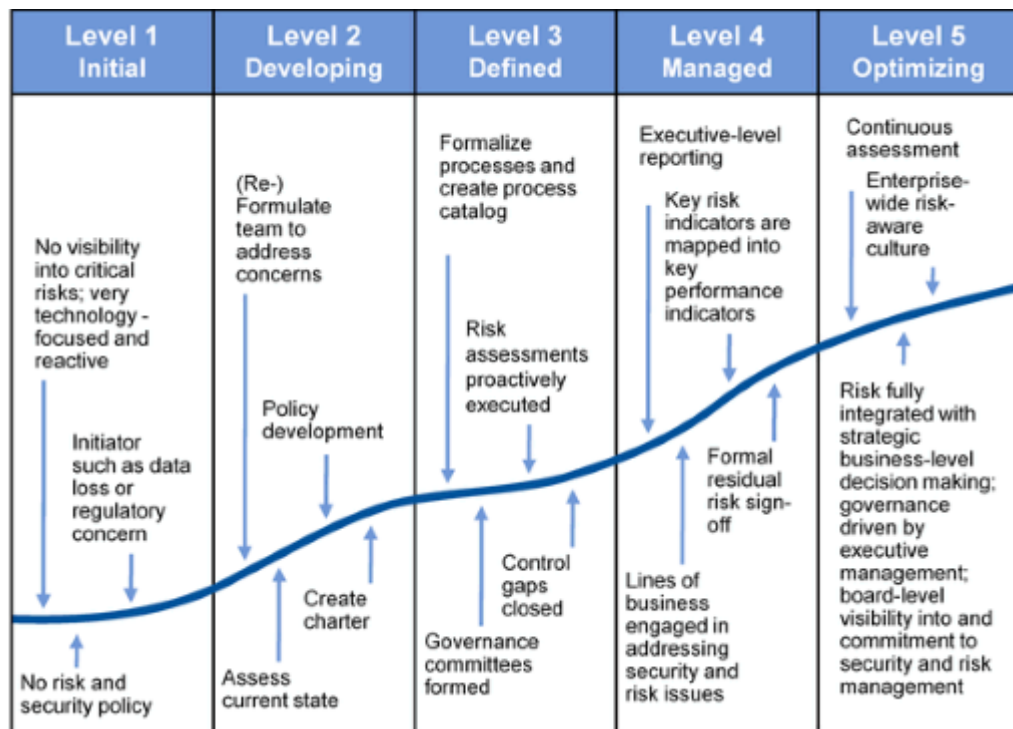 Level 1
Initial
Level 2
Developing
Level 3
Defined
Level 4
Managed
Level 5
Optimizing
No visibility
into critical
risks; very
technology -
focused and
reactive
Initiator
such as data
loss or
regulatory
concern
No risk and
security policy
(Re-)
Formulate
team to
address
concerns
Policy
development
Create
charter
Assess
current state
Formalize
processes and
create process
catalog
Risk
assessments
proactively
executed
Control
gaps
closed
Governance
committees
formed
Executive-level
reporting
Key risk
indicators are
mapped into
key
performance
indicators
Formal
residual
risk sign-
off
Lines of
business
engaged in
addressing
security and
risk issues
Continuous
assessment
Enterprise-
wide risk-
aware
culture
Risk fully
integrated with
strategic
business-level
decision making;
governance
driven by
executive
management;
board-level
visibility into and
commitment to
security and risk
management